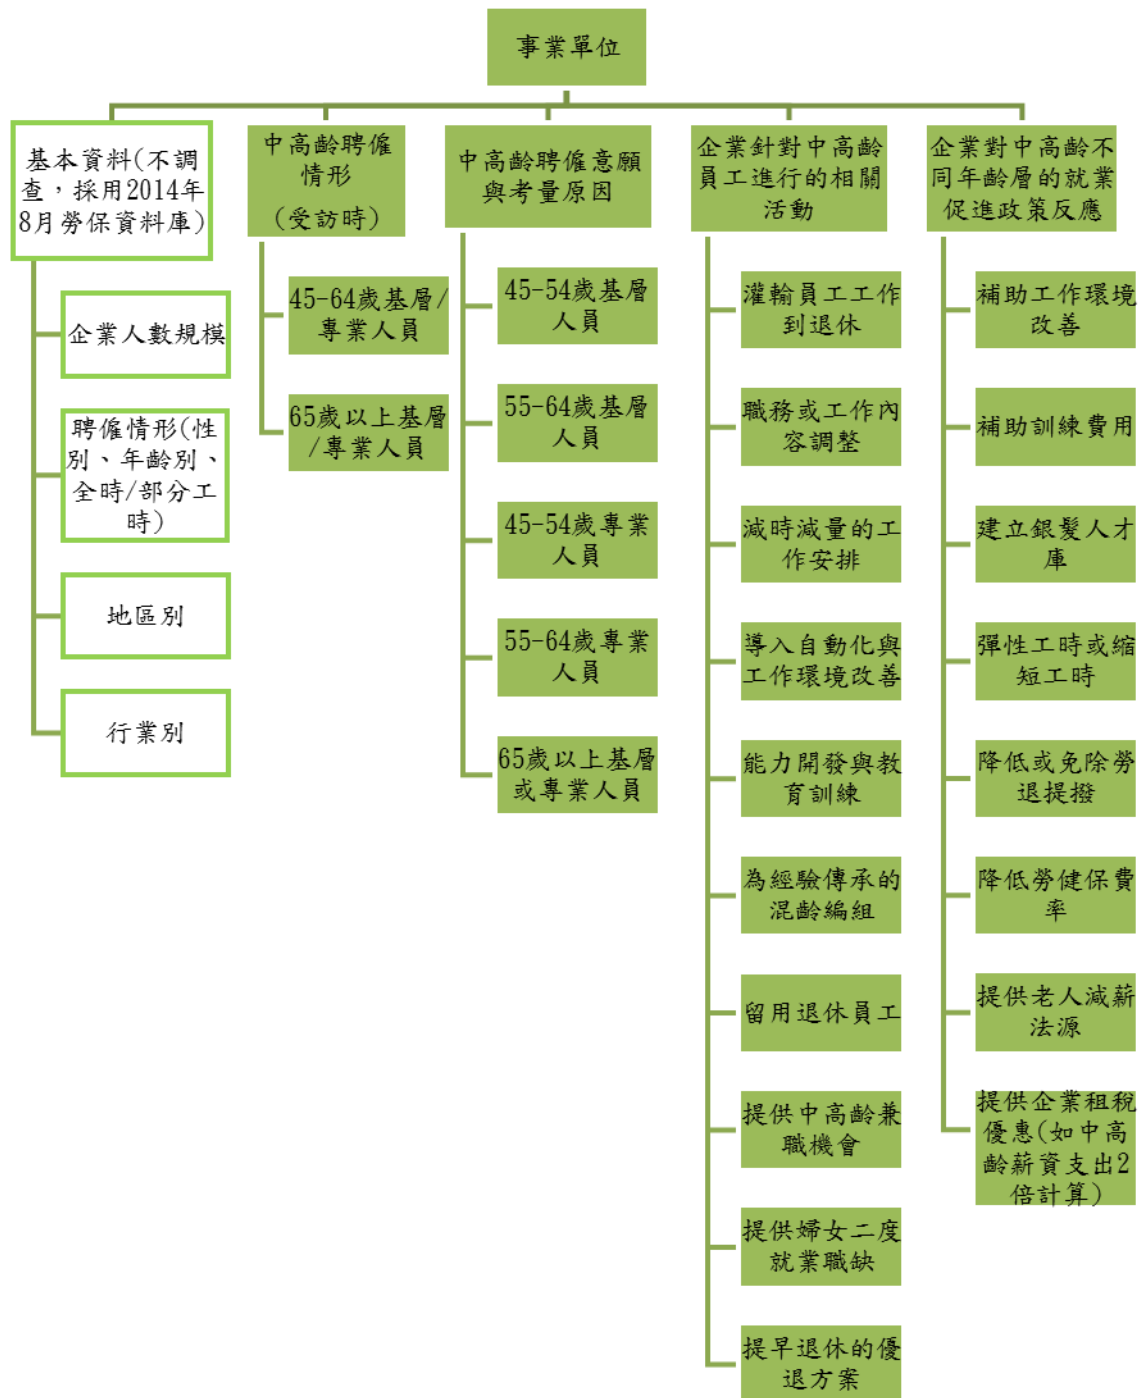 事業單位
基本資料(不調
查，採用2014年
8月勞保資料庫)
企業人數規模
聘僱情形(性
別、年齡別、
全時/部分工
時)
地區別
行業別
中高齡聘僱
情形
(受訪時)
45-64歲基層/
專業人員
65歲以上基層
/專業人員
中高齡聘僱意願
與考量原因
45-54歲基層
人員
55-64歲基層
人員
45-54歲專業
人員
55-64歲專業
人員
65歲以上基層
或專業人員
企業針對中高齡
員工進行的相關
活動
灌輸員工工作
到退休
職務或工作內
容調整
減時減量的工
作安排
導入自動化與
工作環境改善
能力開發與教
育訓練
為經驗傳承的
混齡編組
留用退休員工
提供中高齡兼
職機會
提供婦女二度
就業職缺
提早退休的優
退方案
企業對中高齡不
同年齡層的就業
促進政策反應
補助工作環境
改善
補助訓練費用
建立銀髮人才
庫
彈性工時或縮
短工時
降低或免除勞
退提撥
降低勞健保費
率
提供老人減薪
法源
提供企業租稅
優惠(如中高
齡薪資支出2
倍計算)